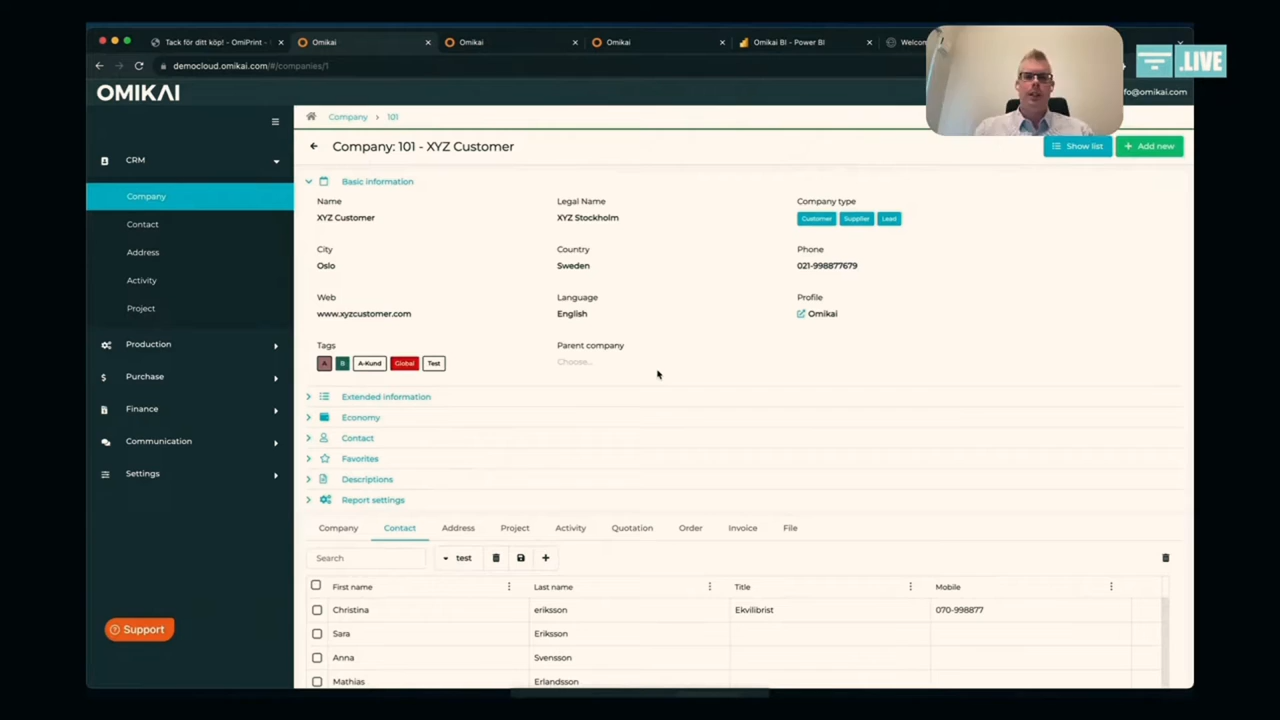 Tack för ditt köp! - OmiPrint -
Omikai
Omikai
Omikai
Omikai BI - Power BI
Welcon
.LIVE
democloud.omikai.com/#/companies/1
nfo@omikai.com
OMIKAI
Company > 101
Company: 101 - XYZ Customer
Show list
Add new
CRM
Company
Contact
Address
Activity
Project
Production
Purchase
Finance
Communication
Settings
Support
Basic information
Name
Legal Name
Company type
XYZ Customer
XYZ Stockholm
Customer
Supplier
Lead
City
Country
Phone
Oslo
Sweden
021-998877679
Web
Language
Profile
www.xyzcustomer.com
English
Omikai
Tags
Parent company
A
B
A-Kund
Global
Test
Choose...
Extended information
Economy
Contact
Favorites
Descriptions
Report settings
Company
Contact
Address
Project
Activity
Quotation
Order
Invoice
File
Search
test
First name
Last name
Title
Mobile
Christina
eriksson
Ekvilibrist
070-998877
Sara
Eriksson
Anna
Svensson
Mathias
Erlandsson